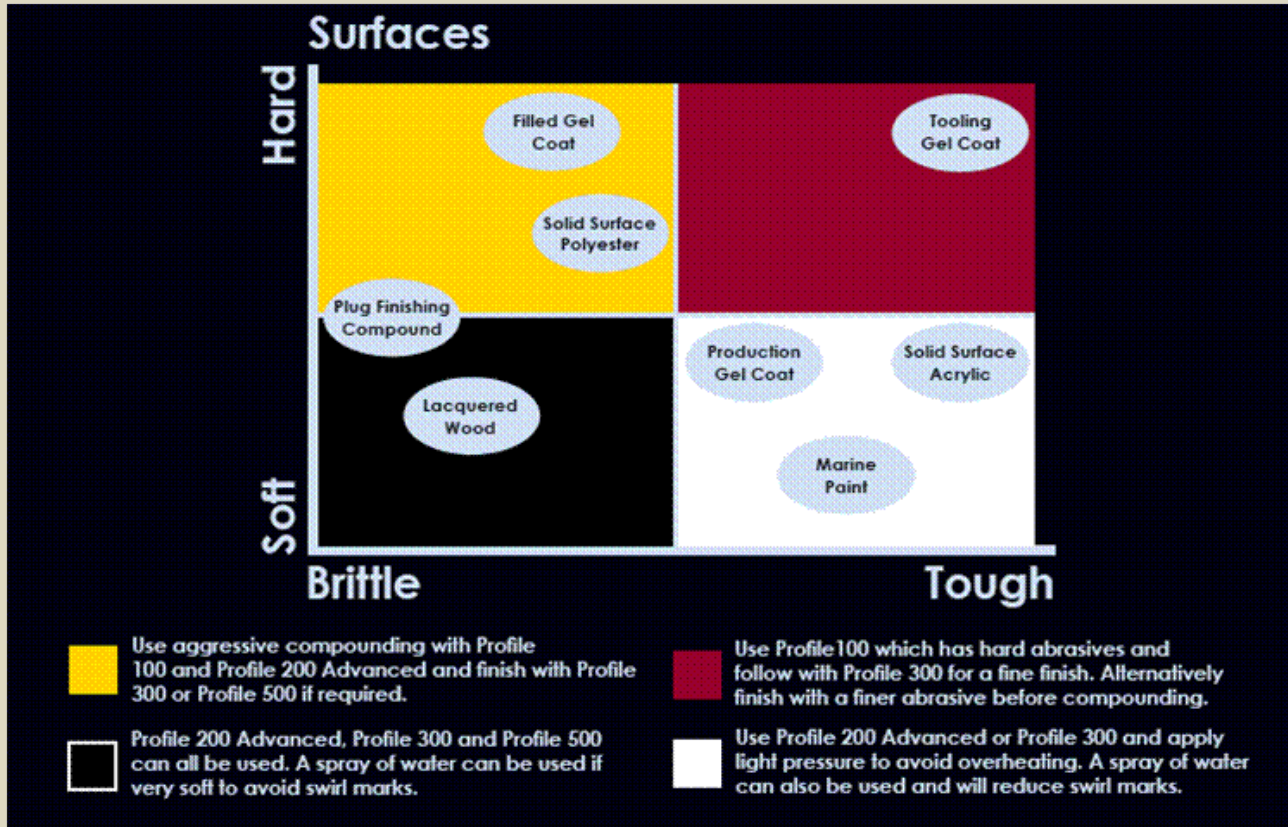 Surfaces
Hard
Filled Gel
Coat
Tooling
Gel Coat
Solid Surface
Polyester
Plug Finishing
Compound
Production
Gel Coat
Solid Surface
Acrylic
Lacquered
Wood
Marine
Paint
Soft
Brittle
Tough
Use aggressive compounding with Profile
100 and Profile 200 Advanced and finish with Profile
300 or Profile 500 if required.
Use Profile100 which has hard abrasives and
follow with Profile 300 for a fine finish. Alternatively
finish with a finer abrasive before compounding.
Profile 200 Advanced, Profile 300 and Profile 500
can all be used. A spray of water can be used if
very soft to avoid swirl marks.
Use Profile 200 Advanced or Profile 300 and apply
light pressure to avoid overheating. A spray of water
can also be used and will reduce swirl marks.